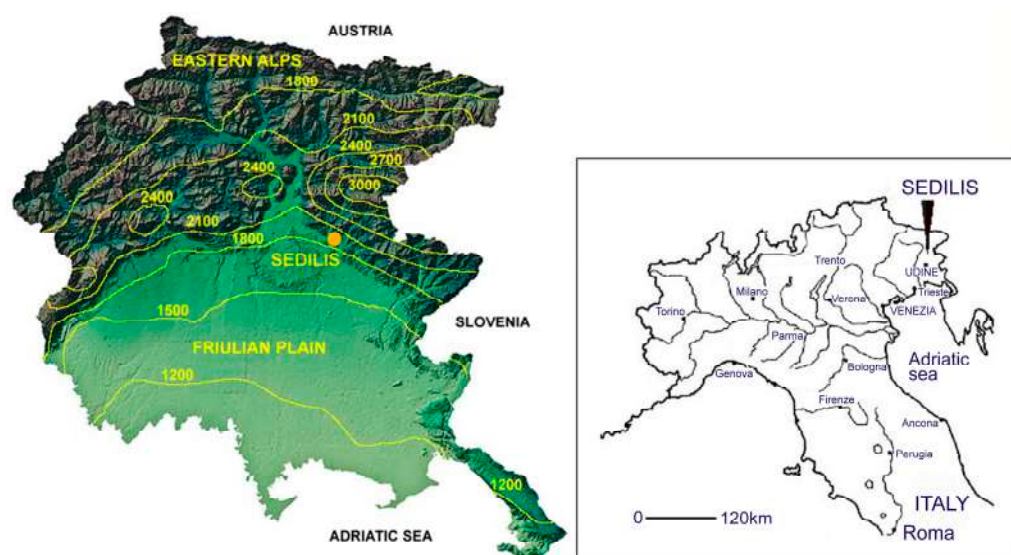 AUSTRIA
EASTERN ALPS
1800
2100
2400
2700
2400
3000
2400
2100
1800
SEDILIS
1500
SLOVENIA
FRIULIAN PLAIN
1200
1200
ADRIATIC SEA
SEDILIS
Trento
UDINE
Milano
Verona
Trieste
VENEZIA
Torino
Parma
Adriatic
sea
Bologna
Genova
Firenze
Ancona
Perugia
ITALY
0 120km
Roma